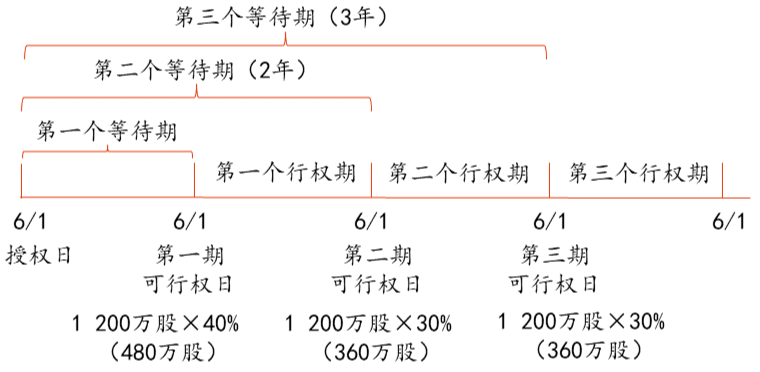 第三个等待期（3年）
第二个等待期（2年）
第一个等待期
第一个行权期 第二个行权期 第三个行权期
6/1 6/1 6/1 6/1 6/1
授权日 第一期 第二期 第三期
可行权日 可行权日 可行权日
1 200万股×40% 1 200万股×30% 1 200万股×30%
（480万股） （360万股） （360万股）